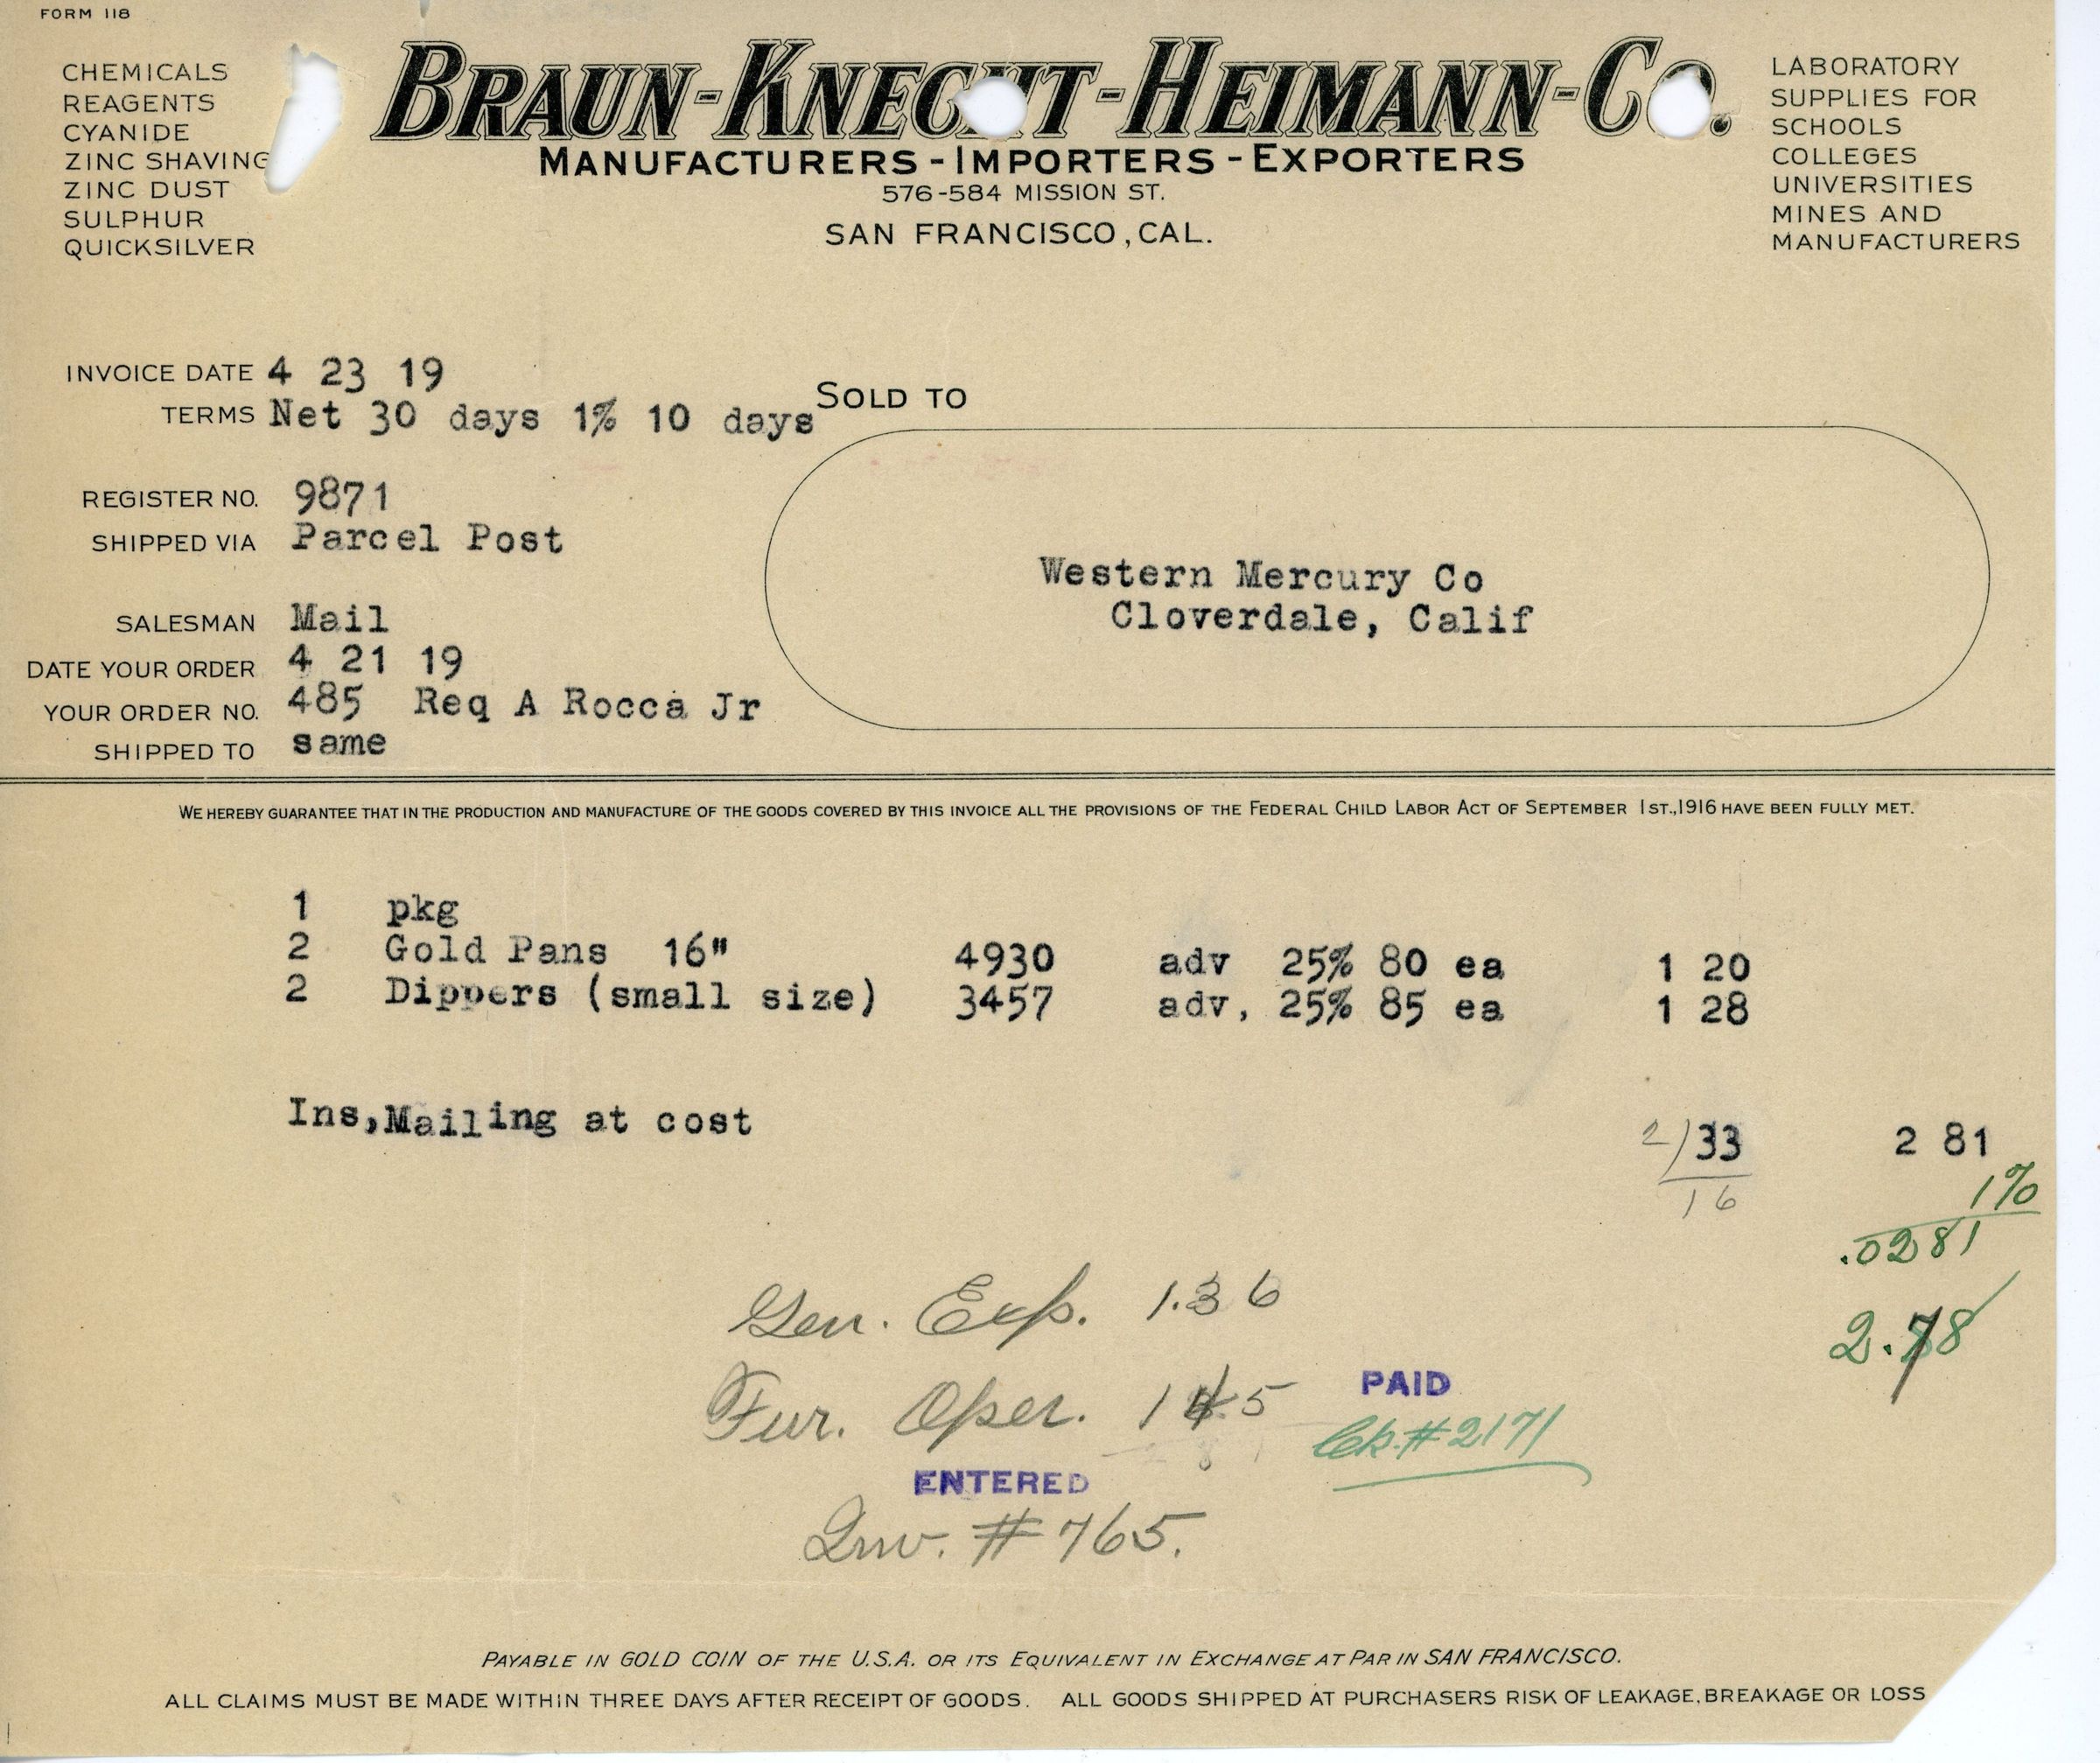 FORM 118
CHEMICALS
REAGENTS
CYANIDE
ZINC SHAVING
ZINC DUST
SULPHUR
QUICKSILVER
BRAUN-KNECHT-HEIMANN-CO.
MANUFACTURERS - IMPORTERS - EXPORTERS
576-584 MISSION ST.
SAN FRANCISCO, CAL.
LABORATORY
SUPPLIES FOR
SCHOOLS
COLLEGES
UNIVERSITIES
MINES AND
MANUFACTURERS
INVOICE DATE 4 23 19
TERMS Net 30 days 1% 10 days
REGISTER NO. 9871
SHIPPED VIA Parcel Post
SALESMAN Mail
DATE YOUR ORDER 4 21 19
YOUR ORDER NO. 485 Req A Rocca Jr
SHIPPED TO same
SOLD TO
Western Mercury Co
Cloverdale, Calif
WE HEREBY GUARANTEE THAT IN THE PRODUCTION AND MANUFACTURE OF THE GOODS COVERED BY THIS INVOICE ALL THE PROVISIONS OF THE FEDERAL CHILD LABOR ACT OF SEPTEMBER 1ST.,1916 HAVE BEEN FULLY MET.
1 pkg
2 Gold Pans 16" 4930 adv 25% 80 ea 1 20
2 Dippers (small size) 3457 adv, 25% 85 ea 1 28
Ins,Mailing at cost 2/33 2 81
16
1%
.0281
2.78
Gen. Exp. 1.36
Fur. Oper. 1 45
PAID
Ck.#2171
ENTERED
Inv. #765.
PAYABLE IN GOLD COIN OF THE U.S.A. OR ITS EQUIVALENT IN EXCHANGE AT PAR IN SAN FRANCISCO.
ALL CLAIMS MUST BE MADE WITHIN THREE DAYS AFTER RECEIPT OF GOODS. ALL GOODS SHIPPED AT PURCHASERS RISK OF LEAKAGE, BREAKAGE OR LOSS